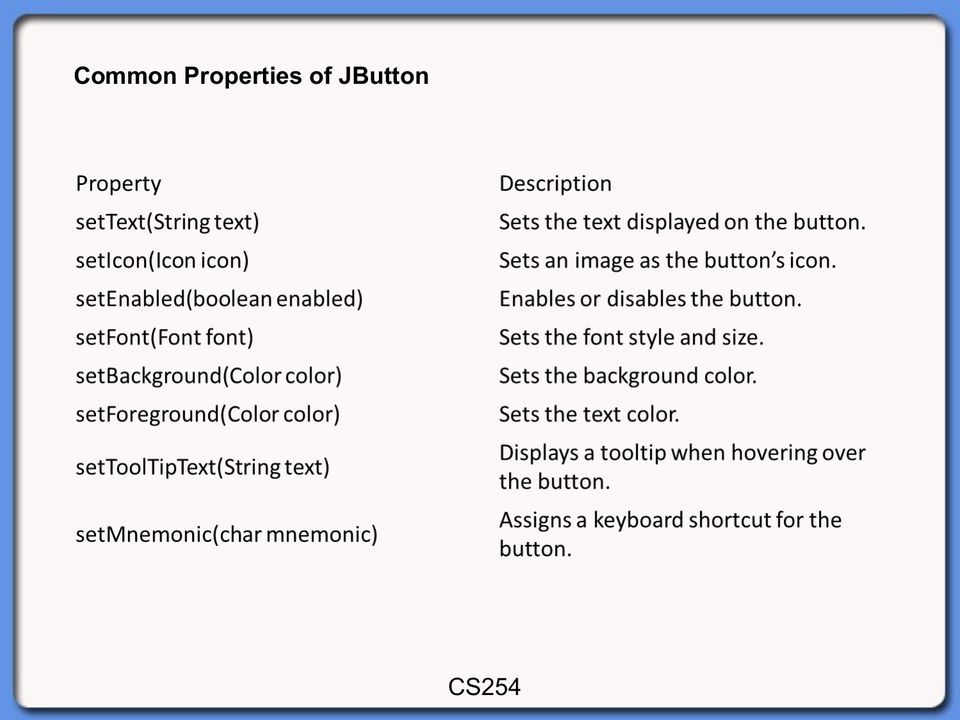 Common Properties of JButton
Property Description
setText(String text) Sets the text displayed on the button.
setIcon(Icon icon) Sets an image as the button’s icon.
setEnabled(boolean enabled) Enables or disables the button.
setFont(Font font) Sets the font style and size.
setBackground(Color color) Sets the background color.
setForeground(Color color) Sets the text color.
setToolTipText(String text) Displays a tooltip when hovering over
the button.
setMnemonic(char mnemonic) Assigns a keyboard shortcut for the
button.
CS254